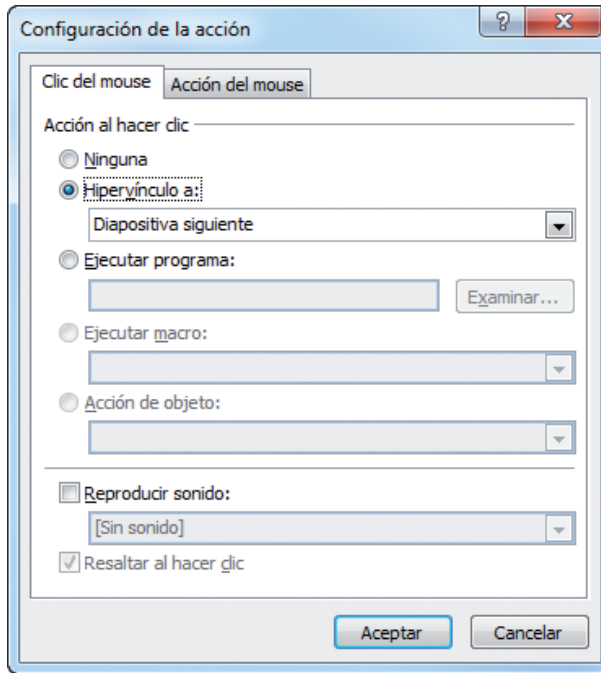 Configuración de la acción
Clic del mouse Acción del mouse
Acción al hacer clic
Ninguna
Hipervínculo a:
Diapositiva siguiente
Ejecutar programa:
Examinar...
Ejecutar macro:
Acción de objeto:
Reproducir sonido:
[Sin sonido]
Resaltar al hacer clic
Aceptar Cancelar